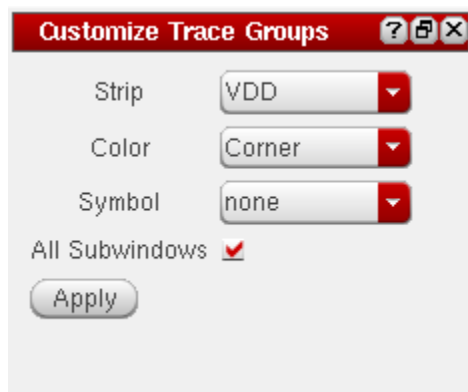 Customize Trace Groups ?
Strip VDD
Color Corner
Symbol none
All Subwindows
Apply